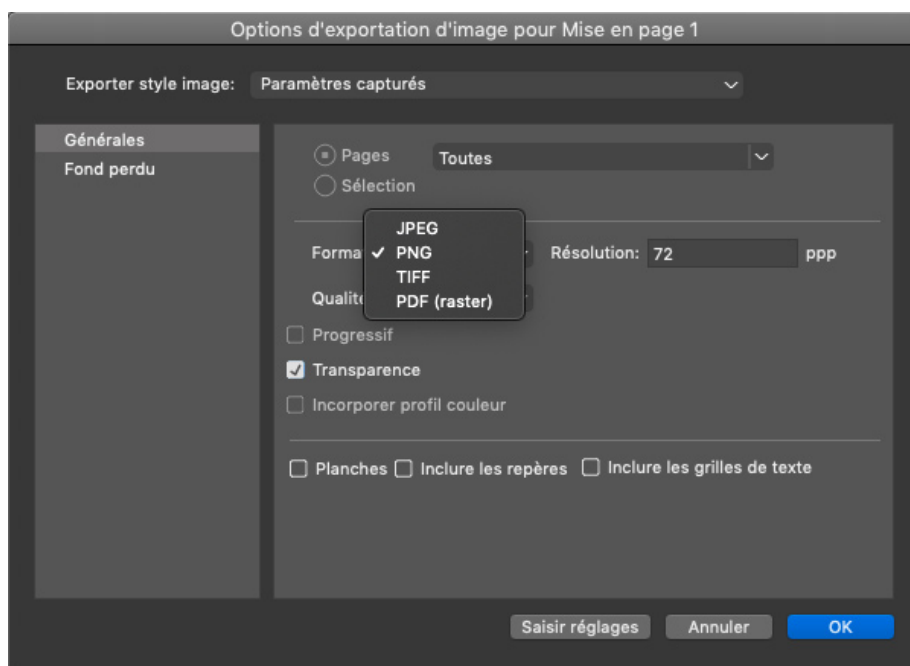 Options d'exportation d'image pour Mise en page 1
Exporter style image: Paramètres capturés
Générales
Fond perdu
Pages Toutes
Sélection
JPEG
PNG
Résolution: 72 ppp
TIFF
PDF (raster)
Progressif
Transparence
Incorporer profil couleur
Planches Inclure les repères Inclure les grilles de texte
Saisir réglages Annuler OK